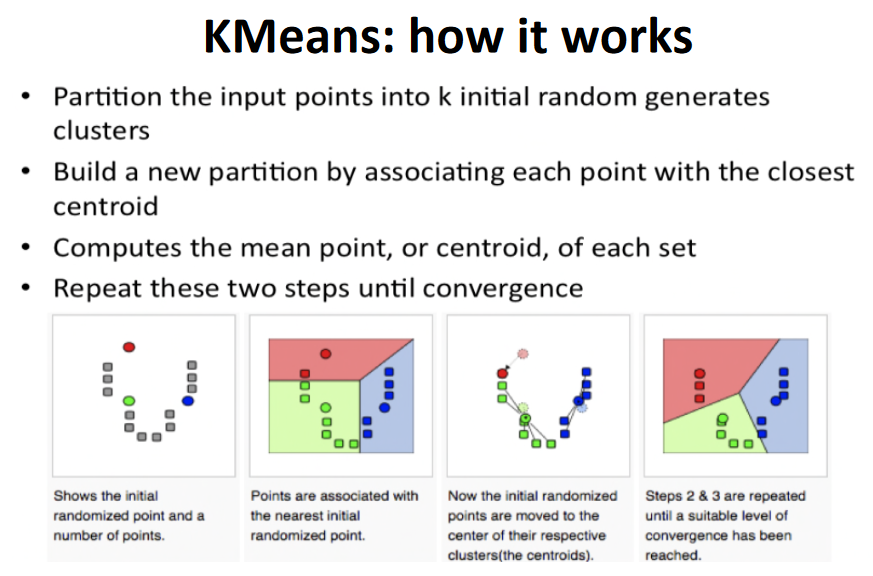 KMeans: how it works
• Partition the input points into k initial random generates
clusters
• Build a new partition by associating each point with the closest
centroid
• Computes the mean point, or centroid, of each set
• Repeat these two steps until convergence
Shows the initial
randomized point and a
number of points.
Points are associated with
the nearest initial
randomized point.
Now the initial randomized
points are moved to the
center of their respective
clusters(the centroids).
Steps 2 & 3 are repeated
until a suitable level of
convergence has been
reached.